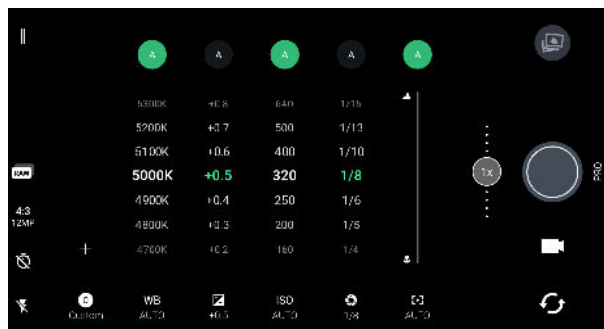 A A A A A
5300K +0.8 640 1/15
5200K +0.7 500 1/13
5100K +0.6 400 1/10
RAW 5000K +0.5 320 1/8 1x PRO
4900K +0.4 250 1/6
4:3
12MP
4800K +0.3 200 1/5
4700K +0.2 160 1/4
C WB ISO
Custom AUTO +0.5 AUTO 1/8 AUTO